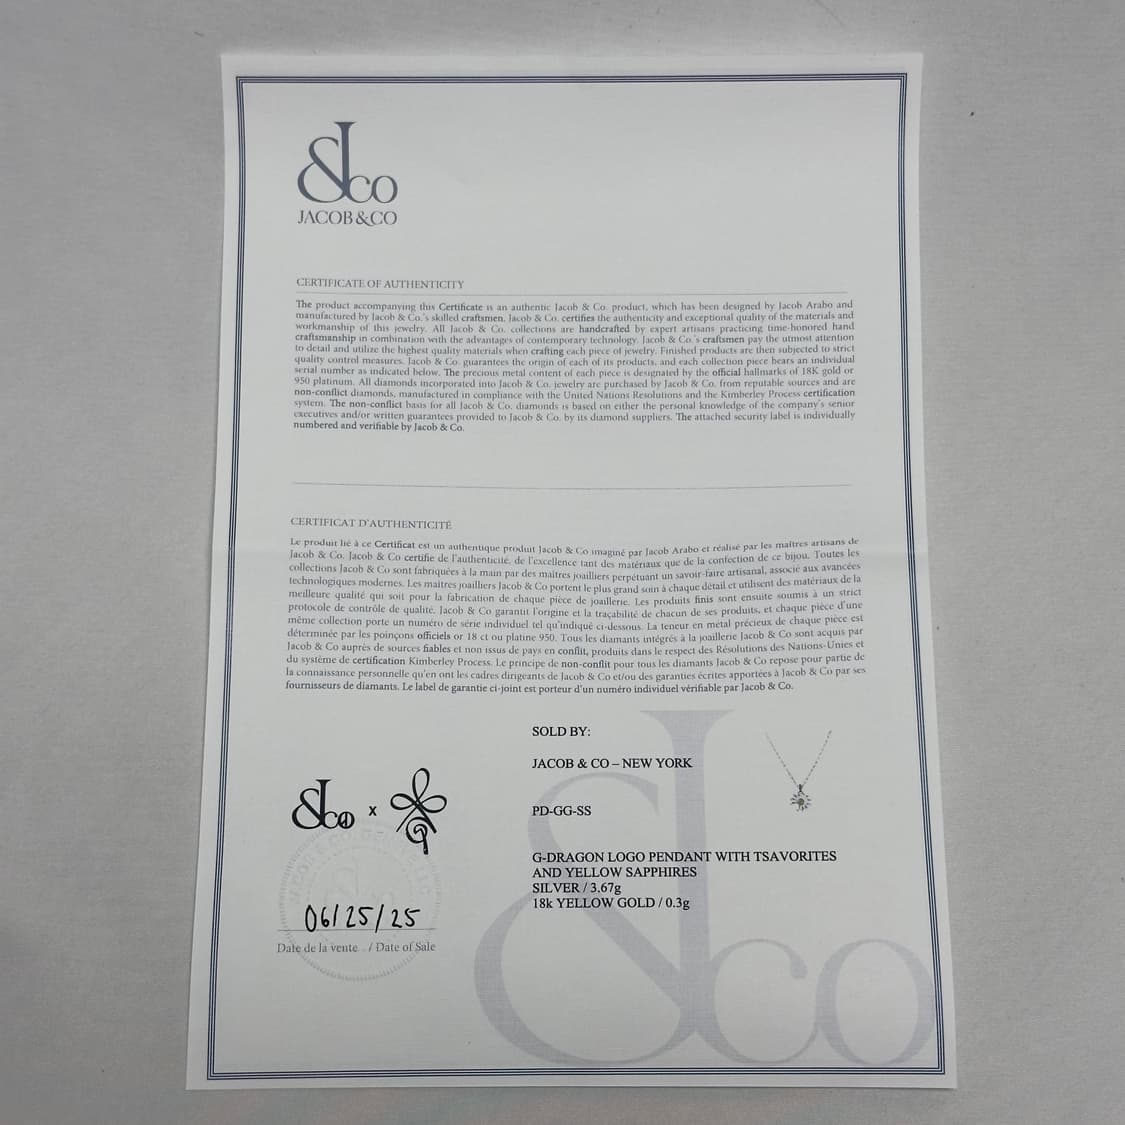 &Jco
JACOB & CO
CERTIFICATE OF AUTHENTICITY
The product accompanying this Certificate is an authentic Jacob & Co. product, which has been designed by Jacob Arabo and
manufactured by Jacob & Co.'s skilled craftsmen. Jacob & Co. certifies the authenticity and exceptional quality of the materials and
workmanship of this jewelry. All Jacob & Co. collections are handcrafted by expert artisans practicing time-honored hand
craftsmanship in combination with the advantages of contemporary technology. Jacob & Co.'s craftsmen pay the utmost attention
to detail and utilize the highest quality materials when crafting each piece of jewelry. Finished products are then subjected to strict
quality control measures. Jacob & Co. guarantees the origin of each of its products, and each collection piece bears an individual
serial number as indicated below. The precious metal content of each piece is designated by the official hallmarks of 18K gold or
950 platinum. All diamonds incorporated into Jacob & Co. jewelry are purchased by Jacob & Co. from reputable sources and are
non-conflict diamonds, manufactured in compliance with the United Nations Resolutions and the Kimberley Process certification
system. The non-conflict basis for all Jacob & Co. diamonds is based on either the personal knowledge of the company's senior
executives and/or written guarantees provided to Jacob & Co. by its diamond suppliers. The attached security label is individually
numbered and verifiable by Jacob & Co.
CERTIFICAT D'AUTHENTICITÉ
Le produit lié à ce Certificat est un authentique produit Jacob & Co imaginé par Jacob Arabo et réalisé par les maîtres artisans de
Jacob & Co. Jacob & Co certifie de l'authenticité, de l'excellence tant des matériaux que de la confection de ce bijou. Toutes les
collections Jacob & Co sont fabriquées à la main par des maîtres joailliers perpétuant un savoir-faire artisanal, associé aux avancées
technologiques modernes. Les maîtres joailliers Jacob & Co portent le plus grand soin à chaque détail et utilisent des matériaux de la
meilleure qualité qui soit pour la fabrication de chaque pièce de joaillerie. Les produits finis sont ensuite soumis à un strict
protocole de contrôle de qualité. Jacob & Co garantit l'origine et la traçabilité de chacun de ses produits, et chaque pièce d'une
même collection porte un numéro de série individuel tel qu'indiqué ci-dessous. La teneur en métal précieux de chaque pièce est
déterminée par les poinçons officiels or 18 ct ou platine 950. Tous les diamants intégrés à la joaillerie Jacob & Co sont acquis par
Jacob & Co auprès de sources fiables et non issus de pays en conflit, produits dans le respect des Résolutions des Nations-Unies et
du système de certification Kimberley Process. Le principe de non-conflit pour tous les diamants Jacob & Co repose pour partie de
la connaissance personnelle qu'en ont les cadres dirigeants de Jacob & Co et/ou des garanties écrites apportées à Jacob & Co par ses
fournisseurs de diamants. Le label de garantie ci-joint est porteur d'un numéro individuel vérifiable par Jacob & Co.
SOLD BY:
JACOB & CO – NEW YORK
PD-GG-SS
G-DRAGON LOGO PENDANT WITH TSAVORITES
AND YELLOW SAPPHIRES
SILVER / 3.67g
18k YELLOW GOLD / 0.3g
&Jco x
06/25/25
Date de la vente / Date of Sale
&Jco